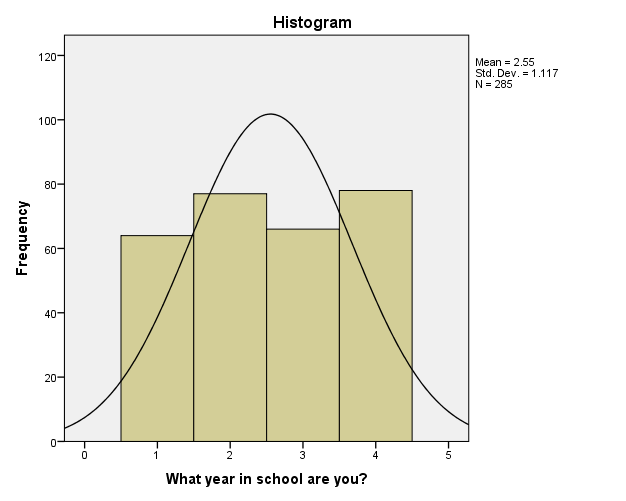 Histogram
120
100
80
60
40
20
0
Frequency
0 1 2 3 4 5
What year in school are you?
Mean = 2.55
Std. Dev. = 1.117
N = 285